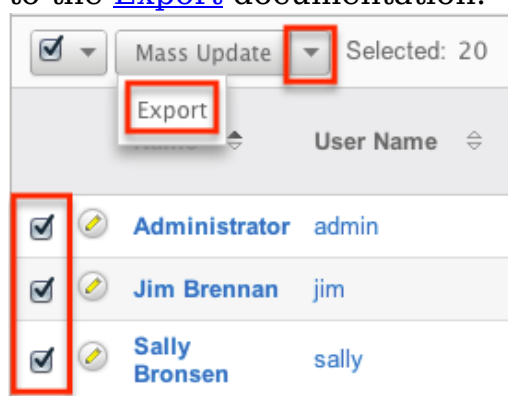 to the Export documentation.
Mass Update Selected: 20
Export
Name User Name
Administrator admin
Jim Brennan jim
Sally
Bronsen sally